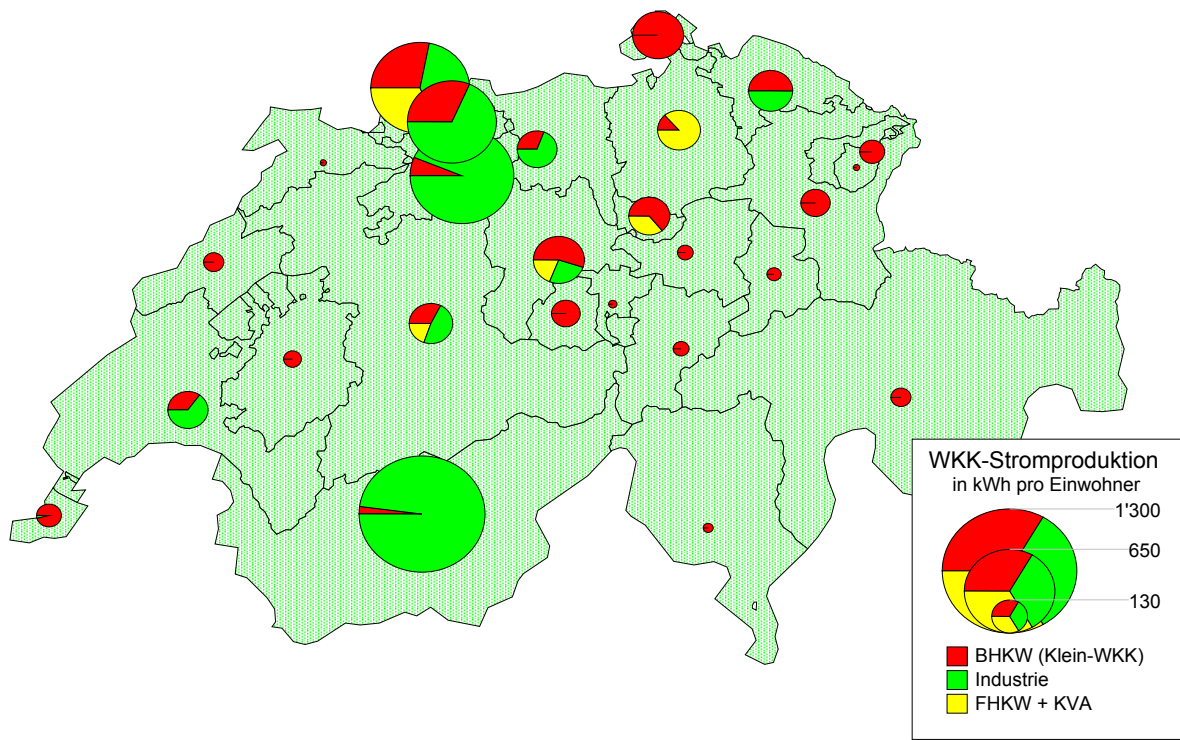 WKK-Stromproduktion
in kWh pro Einwohner
1'300
650
130
BHKW (Klein-WKK)
Industrie
FHKW + KVA